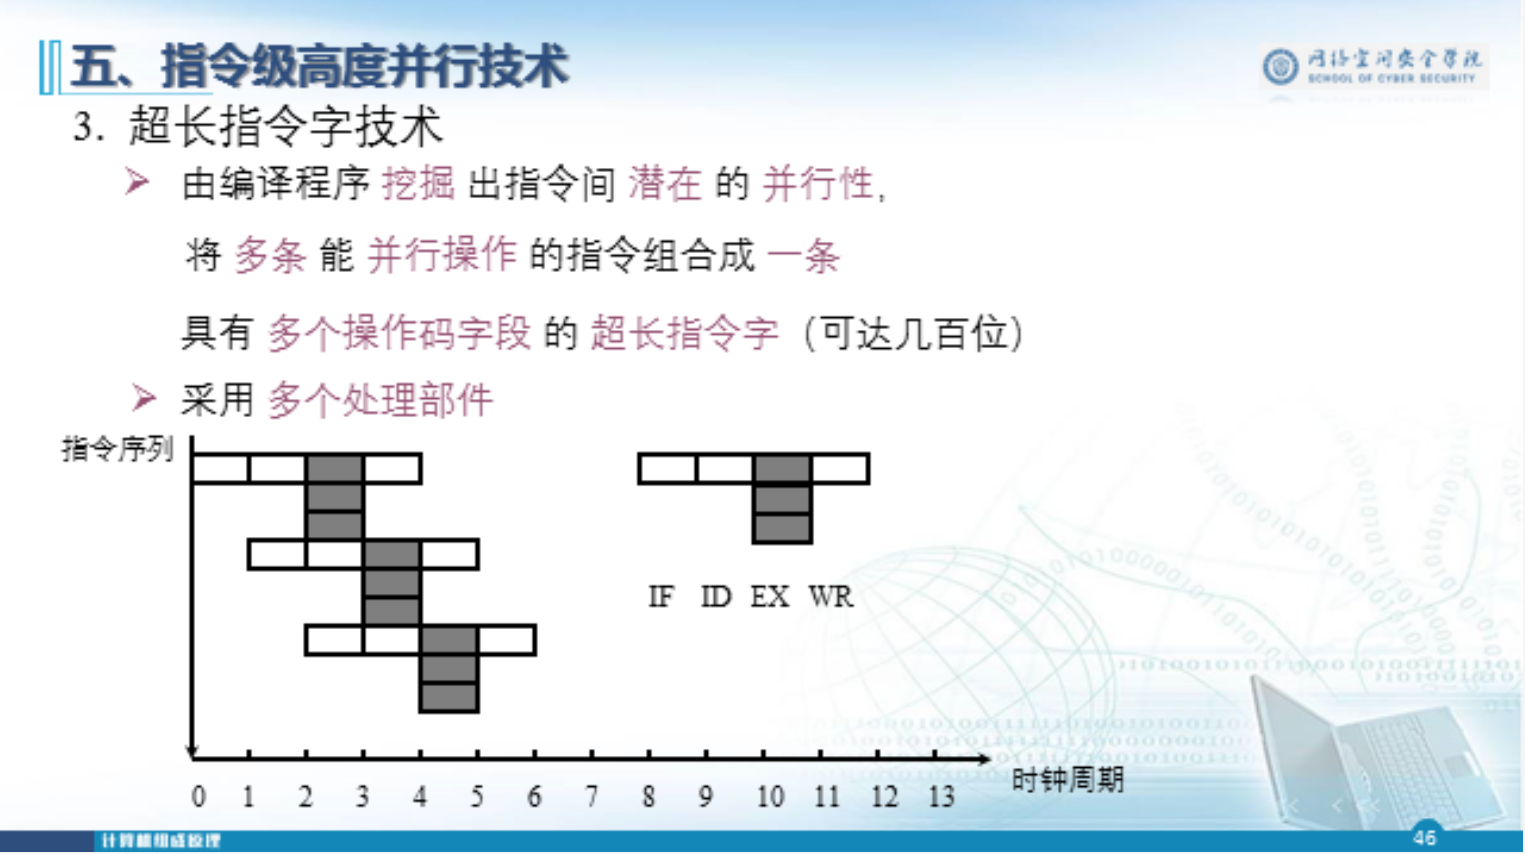 五、指令级高度并行技术
网络空间安全学院
SCHOOL OF CYBER SECURITY
3. 超长指令字技术
由编译程序 挖掘 出指令间 潜在 的 并行性,
将 多条 能 并行操作 的指令组合成 一条
具有 多个操作码字段 的 超长指令字（可达几百位）
采用 多个处理部件
指令序列
IF ID EX WR
0 1 2 3 4 5 6 7 8 9 10 11 12 13
时钟周期
计算机组成原理
46